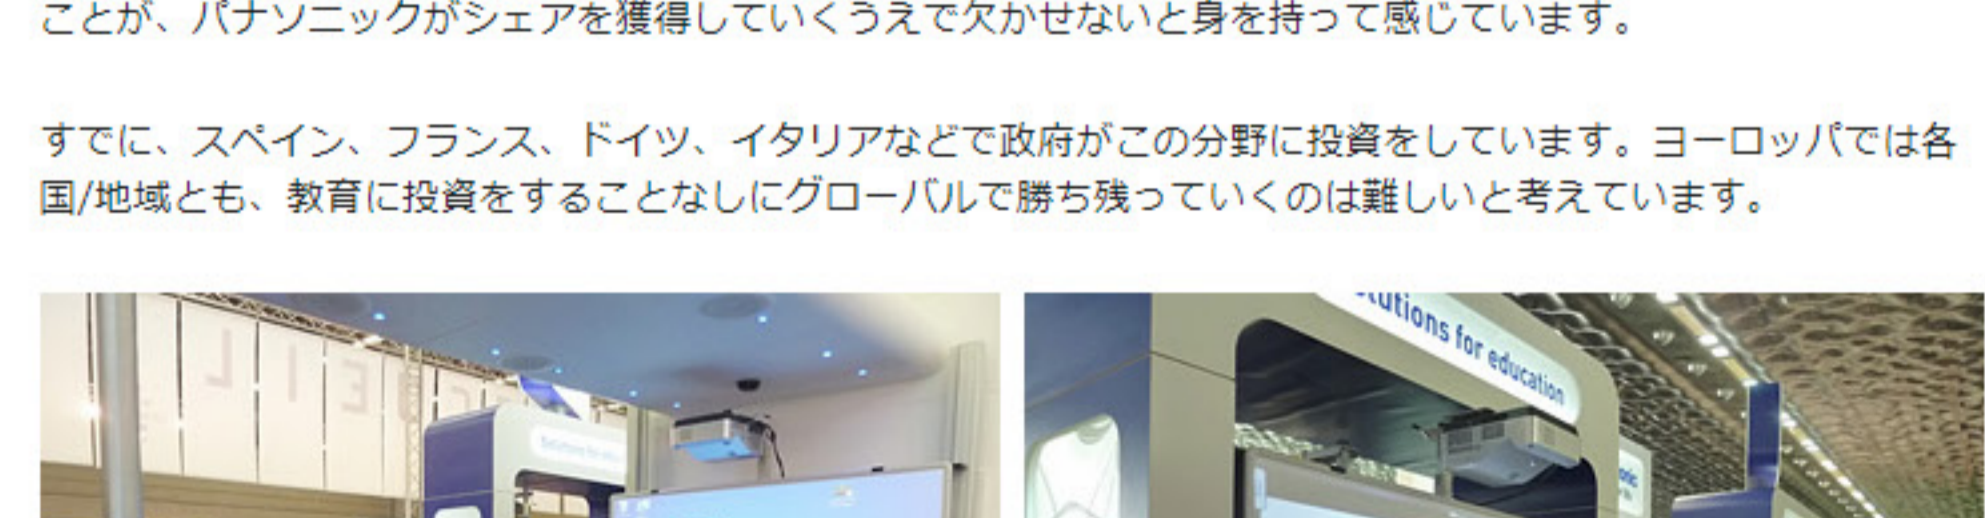 ことが、パナソニックがシェアを獲得していくうえで欠かせないと身を持って感じています。
すでに、スペイン、フランス、ドイツ、イタリアなどで政府がこの分野に投資をしています。ヨーロッパでは各
国/地域とも、教育に投資をすることなしにグローバルで勝ち残っていくのは難しいと考えています。
Solutions for
utions for education